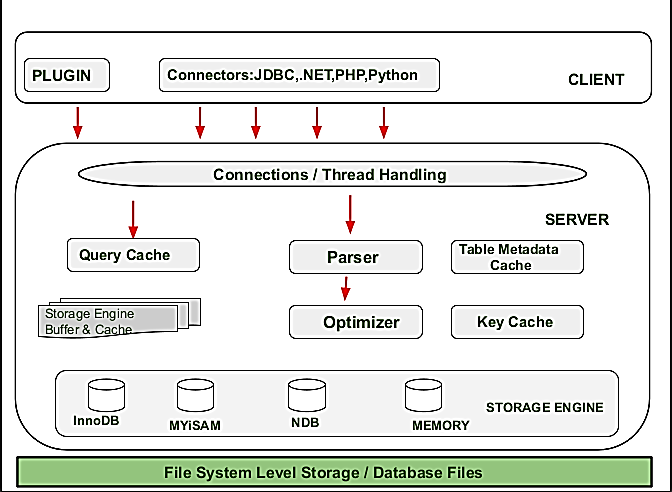 PLUGIN
Connectors:JDBC,.NET,PHP,Python
CLIENT
Connections / Thread Handling
SERVER
Query Cache
Parser
Table Metadata
Cache
Storage Engine
Buffer & Cache
Optimizer
Key Cache
InnoDB
MYiSAM
NDB
MEMORY
STORAGE ENGINE
File System Level Storage / Database Files